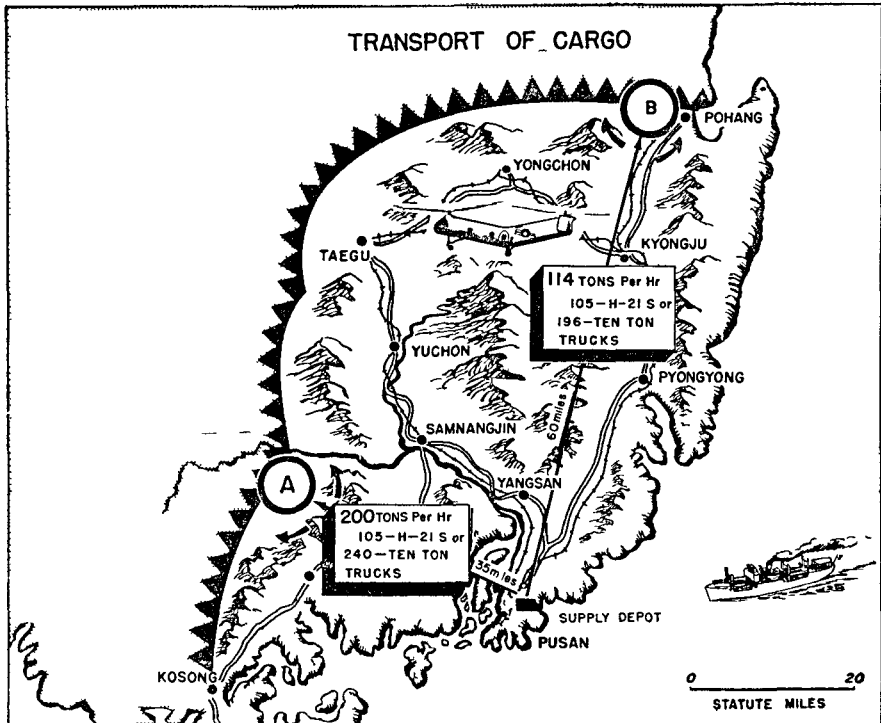 TRANSPORT OF CARGO
B
POHANG
YONGCHON
TAEGU
KYONGJU
114 TONS Per Hr
105-H-21 S or
196-TEN TON
TRUCKS
YUCHON
PYONGYONG
60 miles
SAMNANGJIN
A
YANGSAN
200 TONS Per Hr
105-H-21 S or
240-TEN TON
TRUCKS
35 miles
SUPPLY DEPOT
PUSAN
KOSONG
0 20
STATUTE MILES